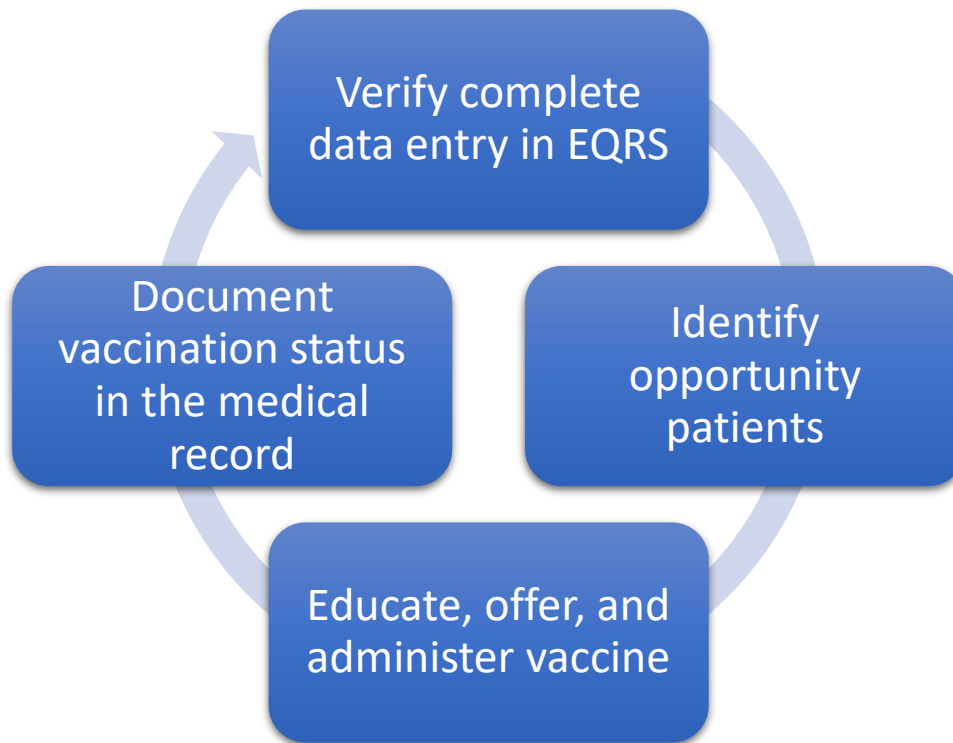 Verify complete
data entry in EQRS
Identify
opportunity
patients
Educate, offer, and
administer vaccine
Document
vaccination status
in the medical
record